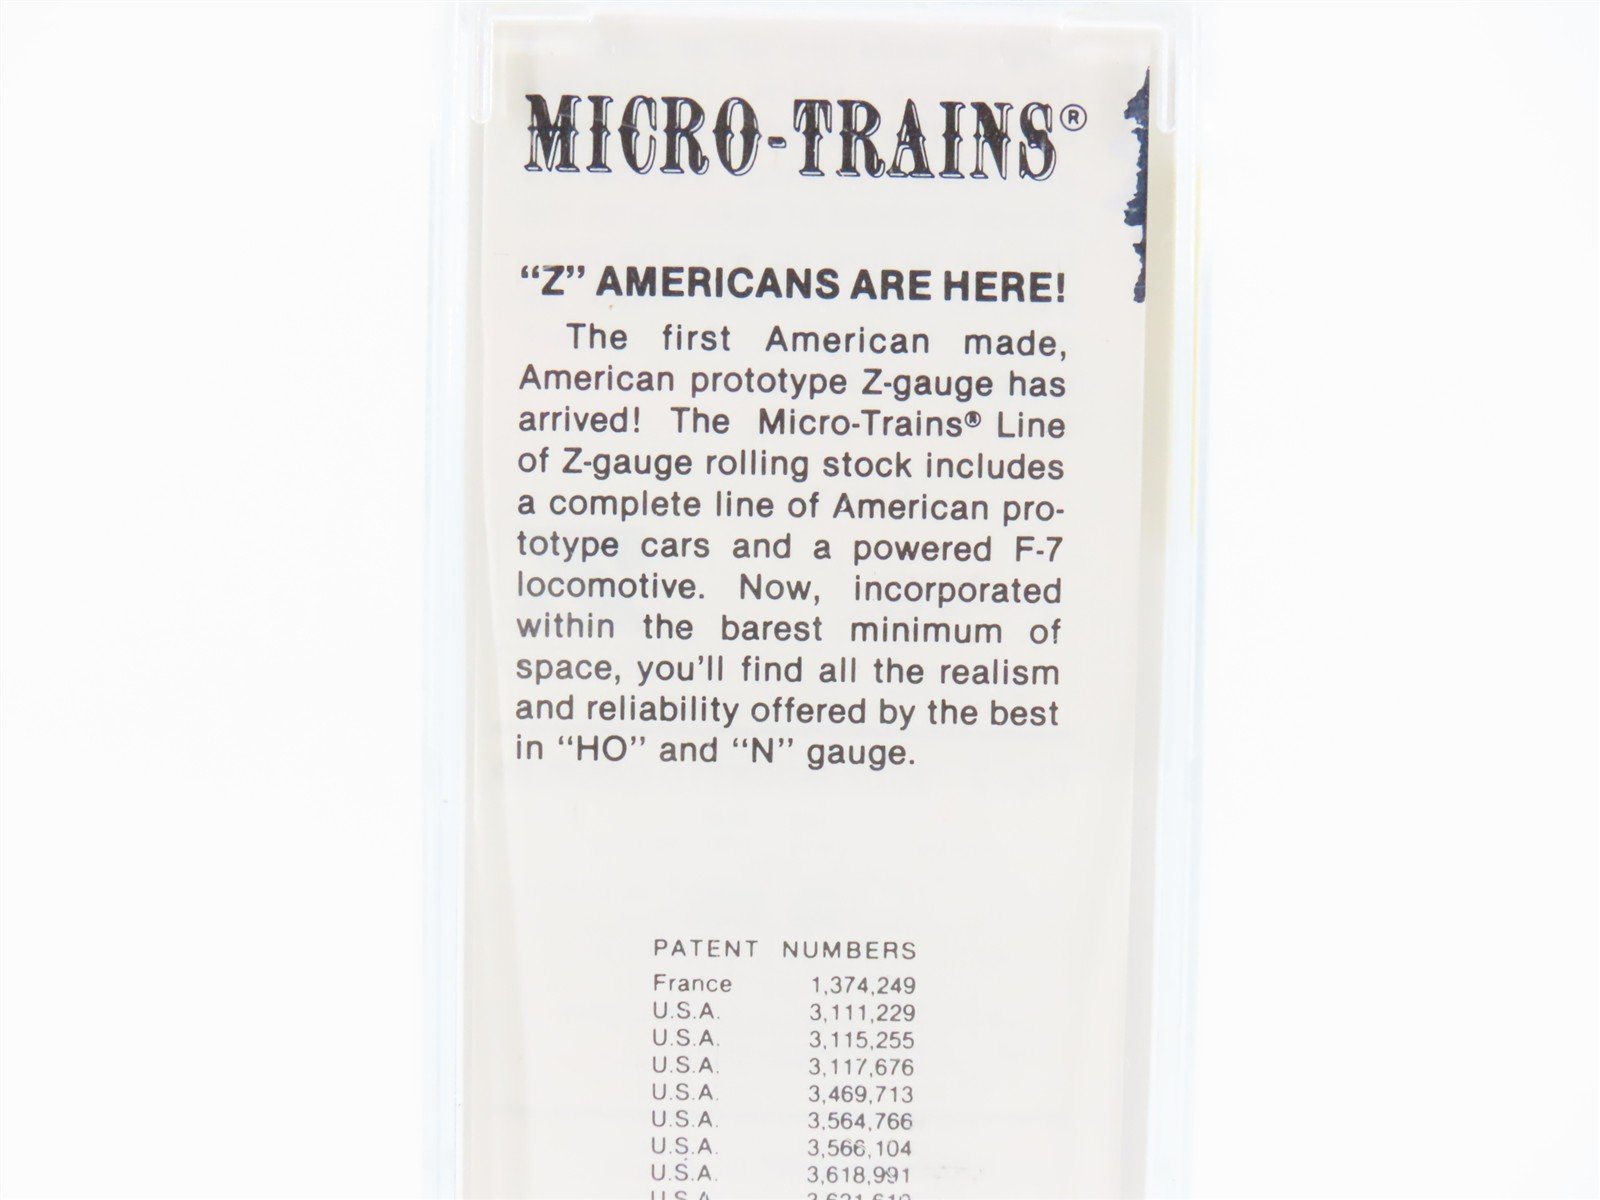 MICRO-TRAINS®
“Z” AMERICANS ARE HERE!
The first American made,
American prototype Z-gauge has
arrived! The Micro-Trains® Line
of Z-gauge rolling stock includes
a complete line of American pro-
totype cars and a powered F-7
locomotive. Now, incorporated
within the barest minimum of
space, you'll find all the realism
and reliability offered by the best
in “HO” and “N” gauge.
PATENT NUMBERS
France 1,374,249
U.S.A. 3,111,229
U.S.A. 3,115,255
U.S.A. 3,117,676
U.S.A. 3,469,713
U.S.A. 3,564,766
U.S.A. 3,566,104
U.S.A. 3,618,991
U.S.A.